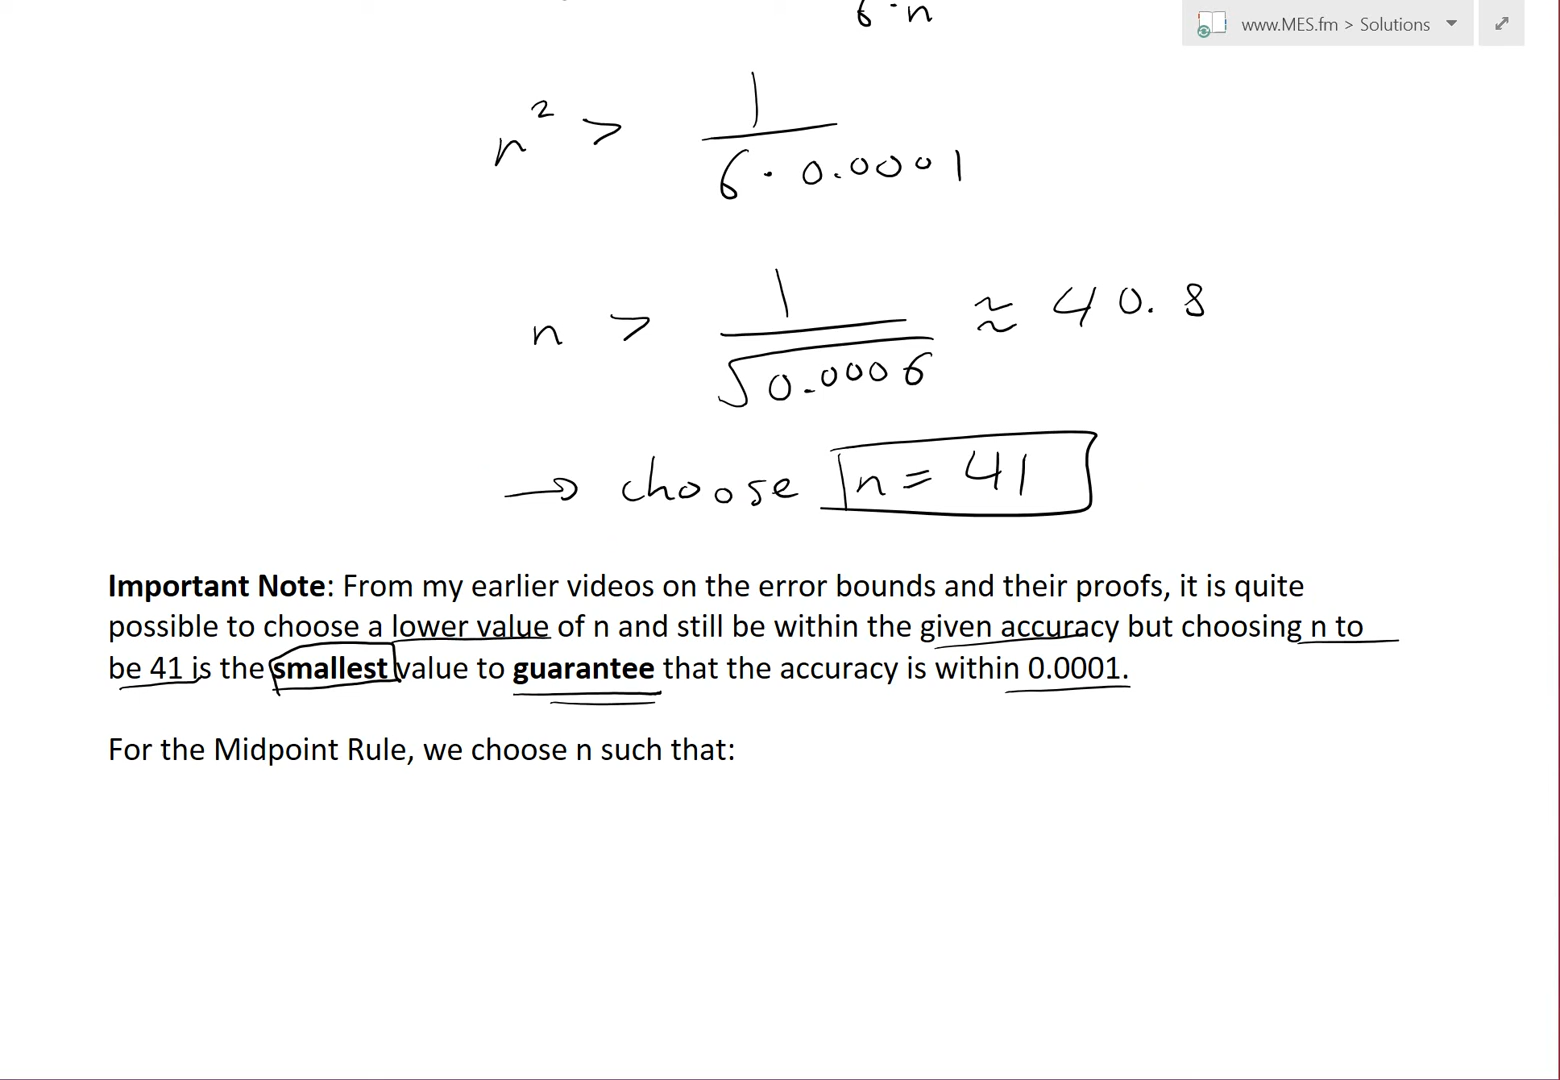 6·n
www.MES.fm > Solutions
n² > 1 / 6·0.0001
n > 1 / √0.0006 ≈ 40.8
→ choose n = 41
Important Note: From my earlier videos on the error bounds and their proofs, it is quite
possible to choose a lower value of n and still be within the given accuracy but choosing n to
be 41 is the smallest value to guarantee that the accuracy is within 0.0001.
For the Midpoint Rule, we choose n such that: